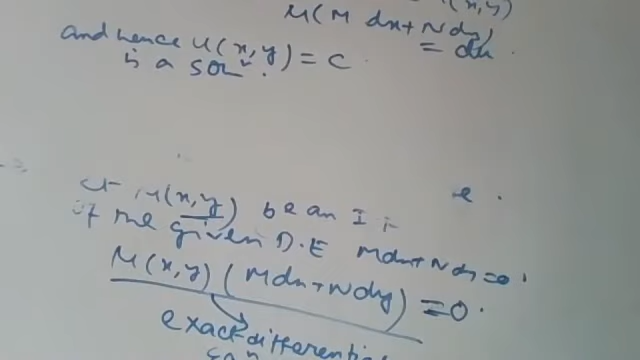 (x,y)
μ(M dx+N dy)
= du.
and hence u(x,y) = c
is a solⁿ.
μ(x,y) be an I
of the given D.E Mdx+Ndy=0.
μ(x,y) (Mdx+Ndy) = 0.
exact differential